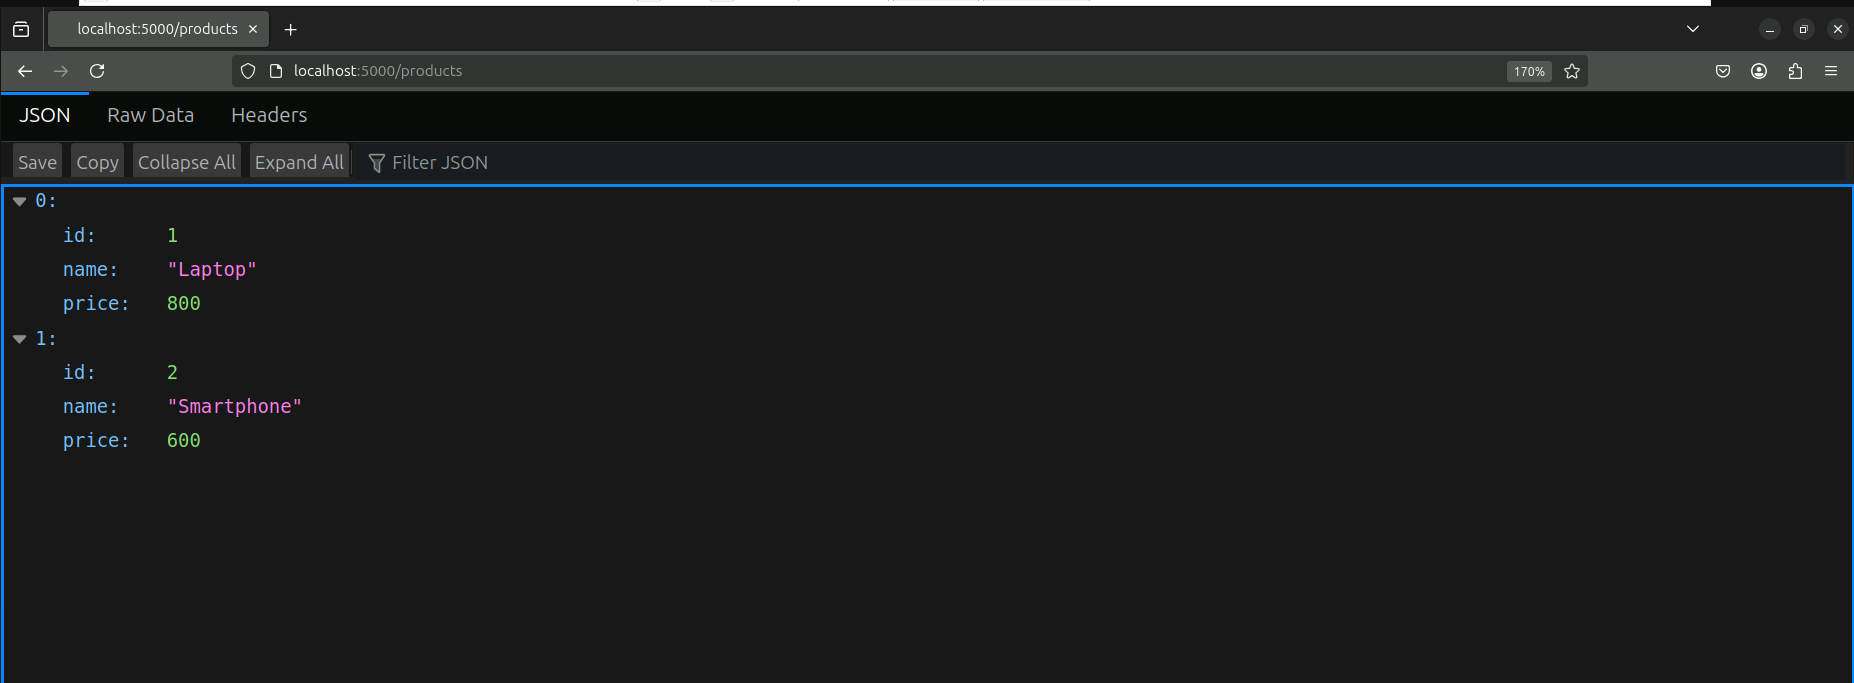 localhost:5000/products
localhost:5000/products 170%
JSON Raw Data Headers
Save Copy Collapse All Expand All Filter JSON
0:
id: 1
name: "Laptop"
price: 800
1:
id: 2
name: "Smartphone"
price: 600